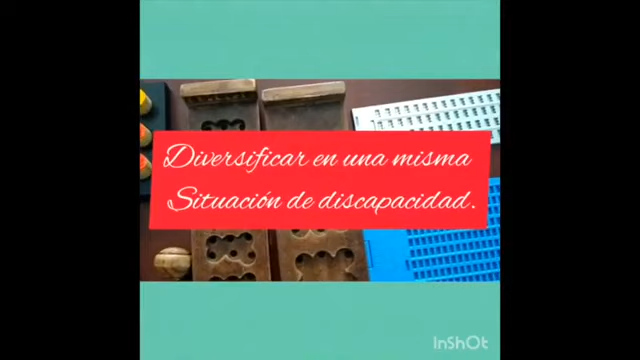 Diversificar en una misma
Situación de discapacidad.
InShOt